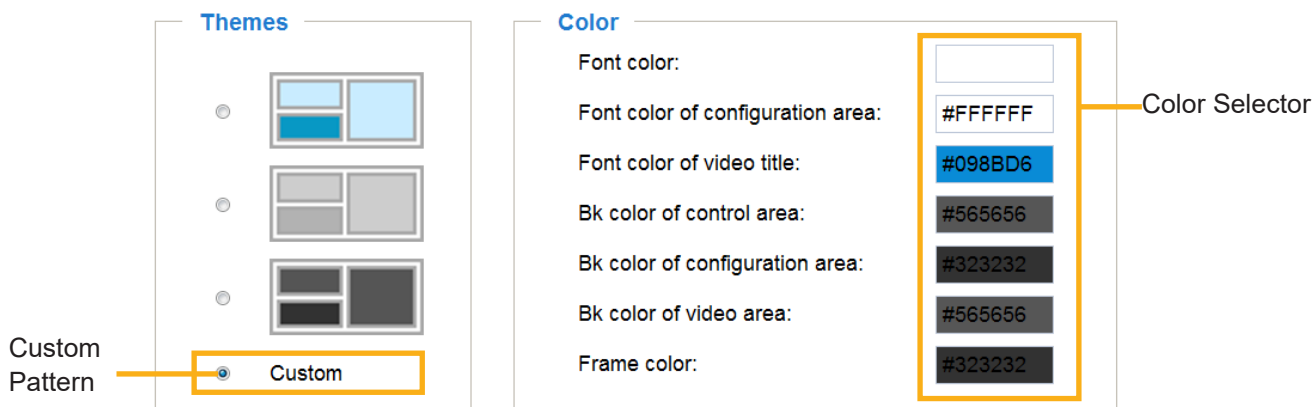 Themes
Custom
Custom
Pattern
Color
Font color:
Font color of configuration area: #FFFFFF
Font color of video title: #098BD6
Bk color of control area: #565656
Bk color of configuration area: #323232
Bk color of video area: #565656
Frame color: #323232
Color Selector